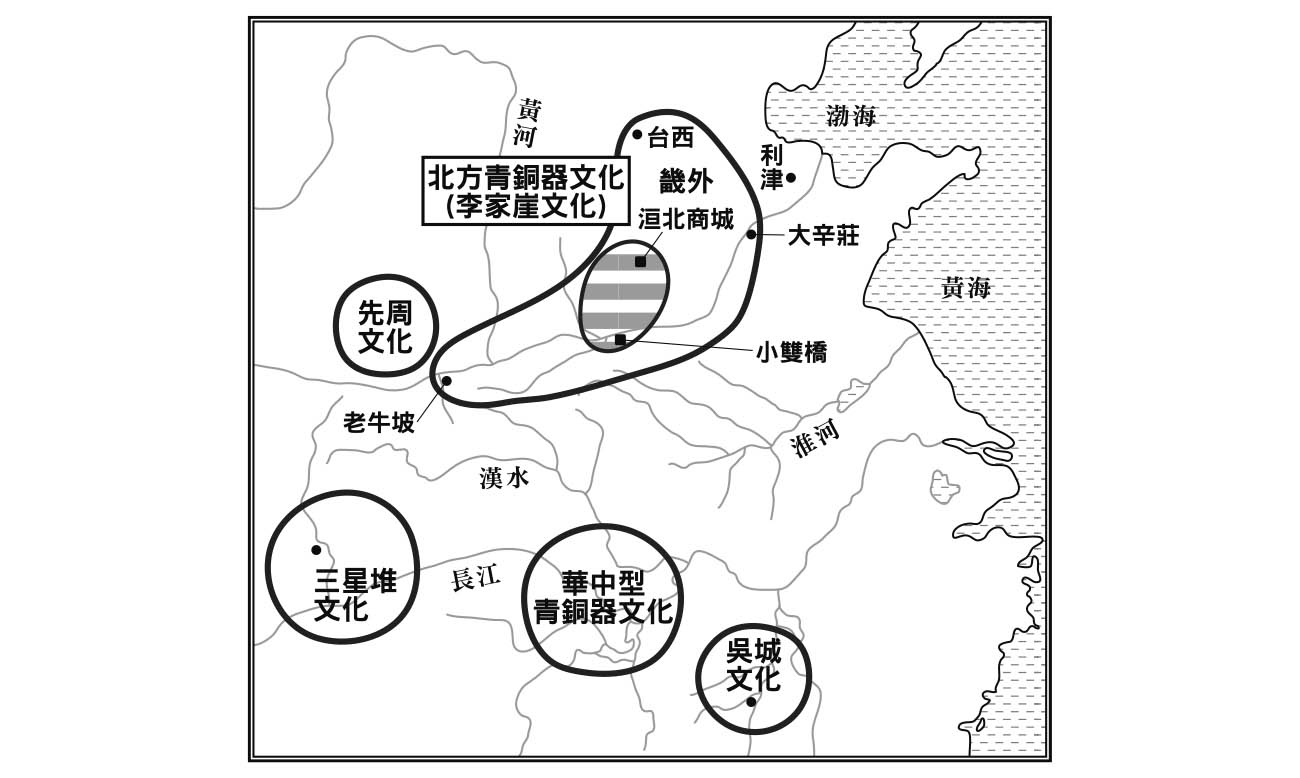 渤海
黃河
台西
利津
畿外
北方青銅器文化
(李家崖文化)
洹北商城
大辛莊
黃海
先周
文化
小雙橋
老牛坡
淮河
漢水
三星堆
文化
長江
華中型
青銅器文化
吳城
文化